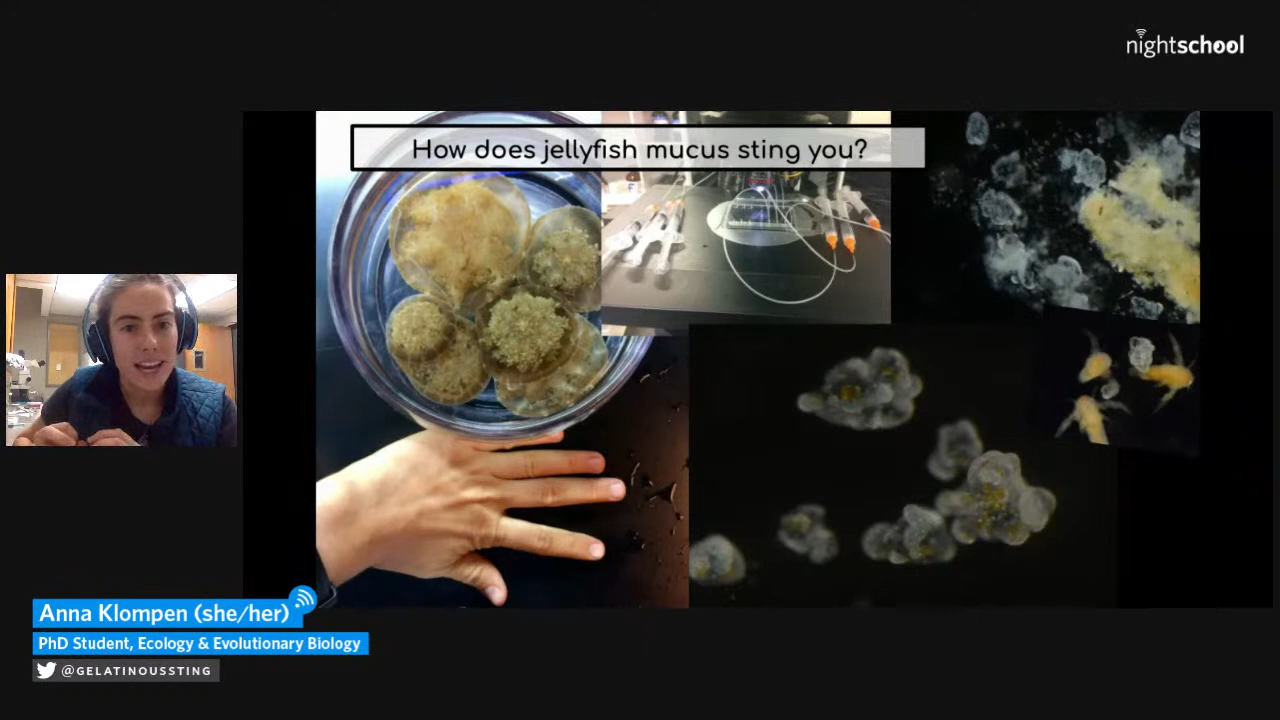 nightschool
How does jellyfish mucus sting you?
Anna Klompen (she/her)
PhD Student, Ecology & Evolutionary Biology
@GELATINOUSSTING